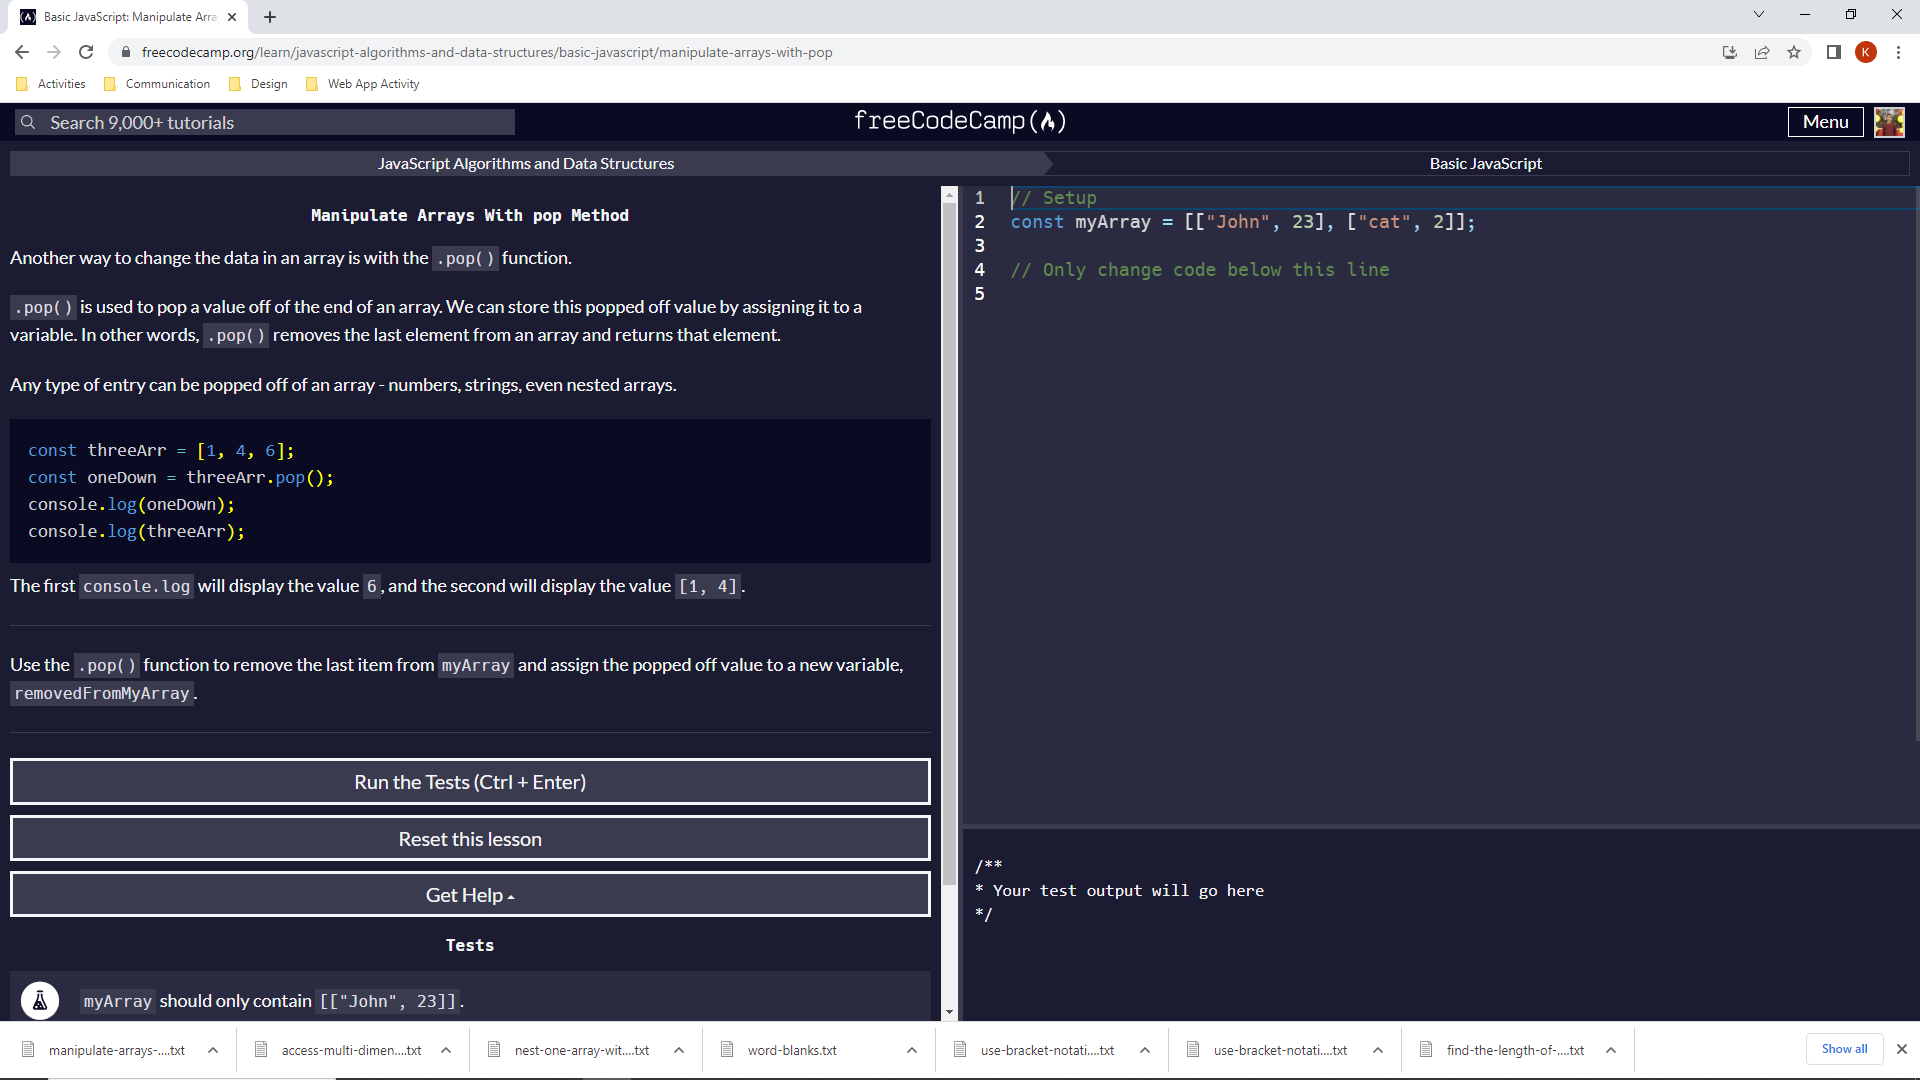 Basic JavaScript: Manipulate Arra
freecodecamp.org/learn/javascript-algorithms-and-data-structures/basic-javascript/manipulate-arrays-with-pop
K
Activities Communication Design Web App Activity
Search 9,000+ tutorials
freeCodeCamp
Menu
JavaScript Algorithms and Data Structures
Basic JavaScript
Manipulate Arrays With pop Method
Another way to change the data in an array is with the .pop() function.
.pop() is used to pop a value off of the end of an array. We can store this popped off value by assigning it to a
variable. In other words, .pop() removes the last element from an array and returns that element.
Any type of entry can be popped off of an array - numbers, strings, even nested arrays.
const threeArr = [1, 4, 6];
const oneDown = threeArr.pop();
console.log(oneDown);
console.log(threeArr);
The first console.log will display the value 6, and the second will display the value [1, 4].
Use the .pop() function to remove the last item from myArray and assign the popped off value to a new variable,
removedFromMyArray.
Run the Tests (Ctrl + Enter)
Reset this lesson
Get Help
Tests
myArray should only contain [["John", 23]].
1 // Setup
2 const myArray = [["John", 23], ["cat", 2]];
3
4 // Only change code below this line
5
/**
* Your test output will go here
*/
manipulate-arrays-....txt access-multi-dimen....txt nest-one-array-wit....txt word-blanks.txt use-bracket-notati....txt use-bracket-notati....txt find-the-length-of-....txt Show all